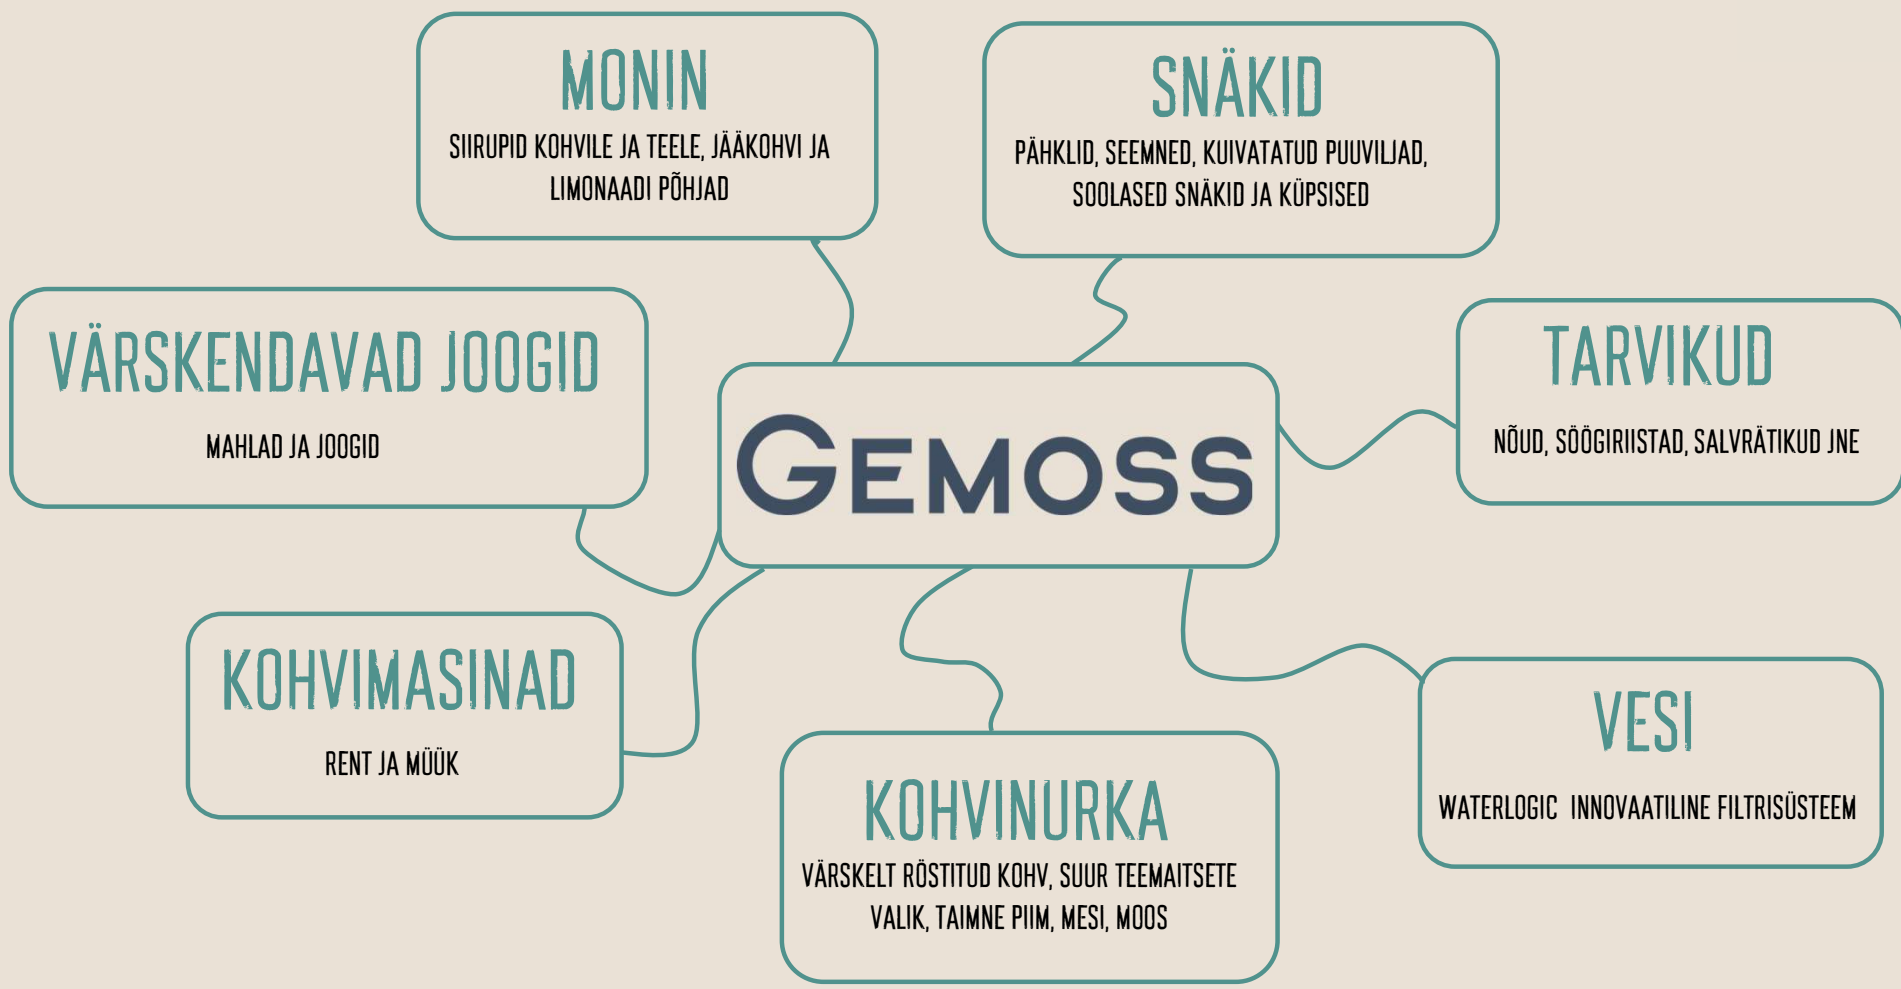 MONIN
SIIRUPID KOHVILE JA TEELE, JÄÄKOHVI JA
LIMONAADI PÕHJAD
SNÄKID
PÄHKLID, SEEMNED, KUIVATATUD PUUVILJAD,
SOOLASED SNÄKID JA KÜPSISED
VÄRSKENDAVAD JOOGID
MAHLAD JA JOOGID
GEMOSS
TARVIKUD
NÕUD, SÖÖGIRIISTAD, SALVRÄTIKUD JNE
KOHVIMASINAD
RENT JA MÜÜK
KOHVINURKA
VÄRSKELT RÖSTITUD KOHV, SUUR TEEMAITSETE
VALIK, TAIMNE PIIM, MESI, MOOS
VESI
WATERLOGIC INNOVAATILINE FILTRISÜSTEEM